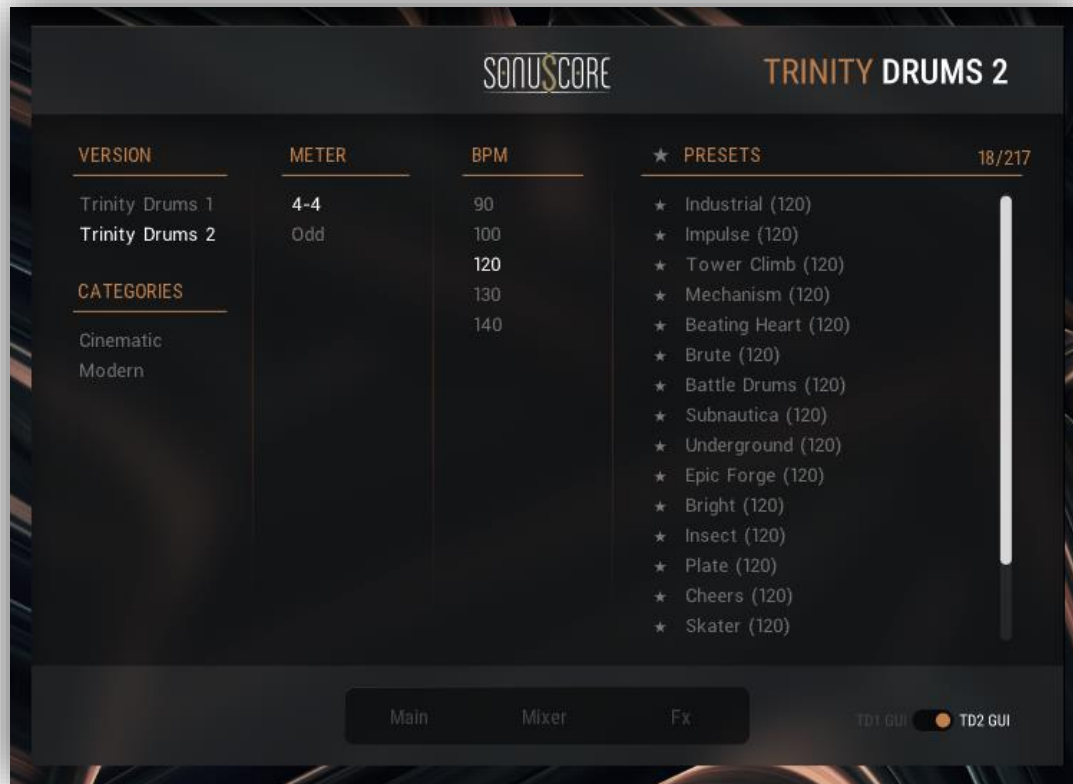 SONUSCORE
TRINITY DRUMS 2
VERSION
Trinity Drums 1
Trinity Drums 2
CATEGORIES
Cinematic
Modern
METER
4-4
Odd
BPM
90
100
120
130
140
★ PRESETS 18/217
★ Industrial (120)
★ Impulse (120)
★ Tower Climb (120)
★ Mechanism (120)
★ Beating Heart (120)
★ Brute (120)
★ Battle Drums (120)
★ Subnautica (120)
★ Underground (120)
★ Epic Forge (120)
★ Bright (120)
★ Insect (120)
★ Plate (120)
★ Cheers (120)
★ Skater (120)
Main Mixer Fx
TD1 GUI TD2 GUI